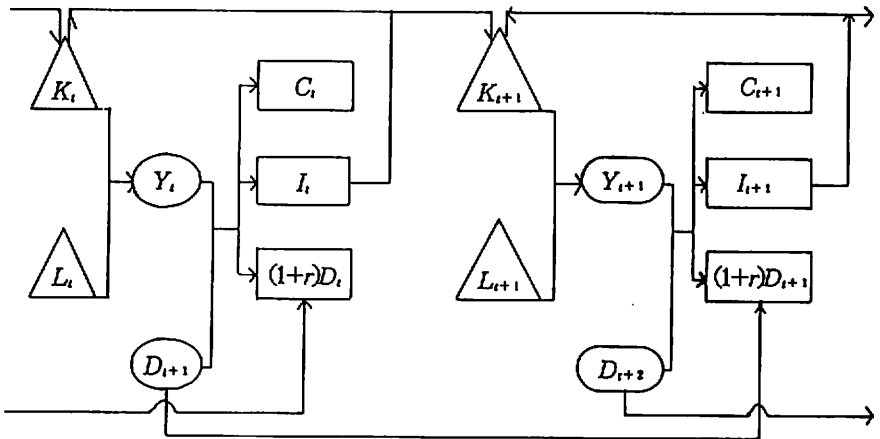 K_t
C_t
Y_t
I_t
L_t
(1+r)D_t
D_{t+1}
K_{t+1}
C_{t+1}
Y_{t+1}
I_{t+1}
L_{t+1}
(1+r)D_{t+1}
D_{t+2}